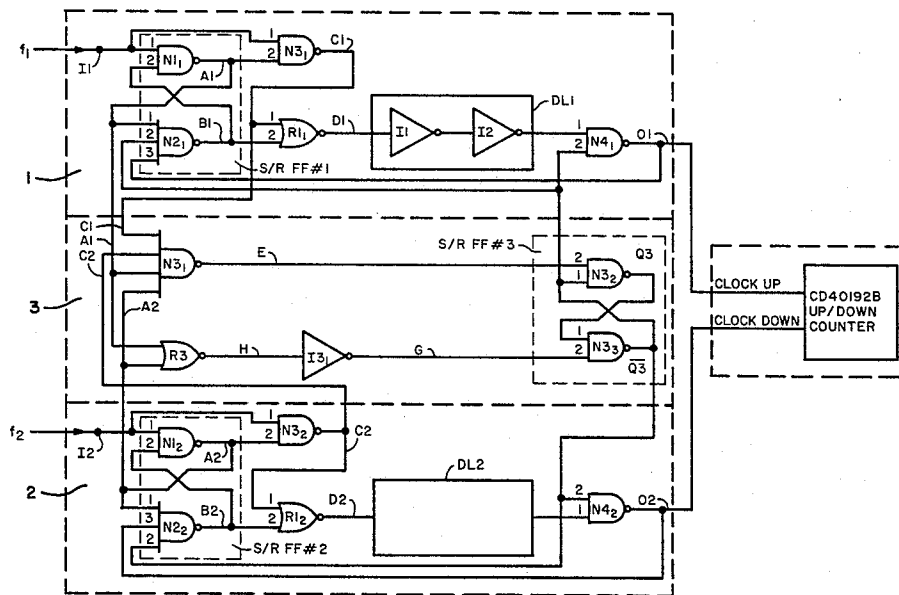 f1
I1
1
2
N11
A1
1
2
N31
C1
1
2
3
N21
B1
S/R FF#1
1
2
R11
D1
I1
I2
DL1
1
2
N41
O1
1
C1
A1
C2
N31
E
S/R FF#3
2
1
N32
Q3
1
2
N33
Q3
3
A2
R3
H
I31
G
CLOCK UP
CLOCK DOWN
CD40192B
UP/DOWN
COUNTER
f2
I2
1
2
N12
A2
1
2
N32
C2
1
3
2
N22
B2
S/R FF#2
1
2
R12
D2
DL2
2
1
N42
O2
2